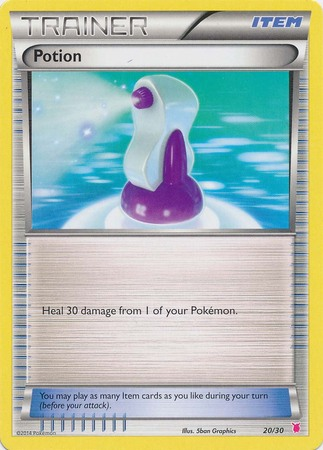 TRAINER
ITEM
Potion
Heal 30 damage from 1 of your Pokémon.
You may play as many Item cards as you like during your turn
(before your attack).
©2014 Pokémon
Illus. 5ban Graphics
20/30